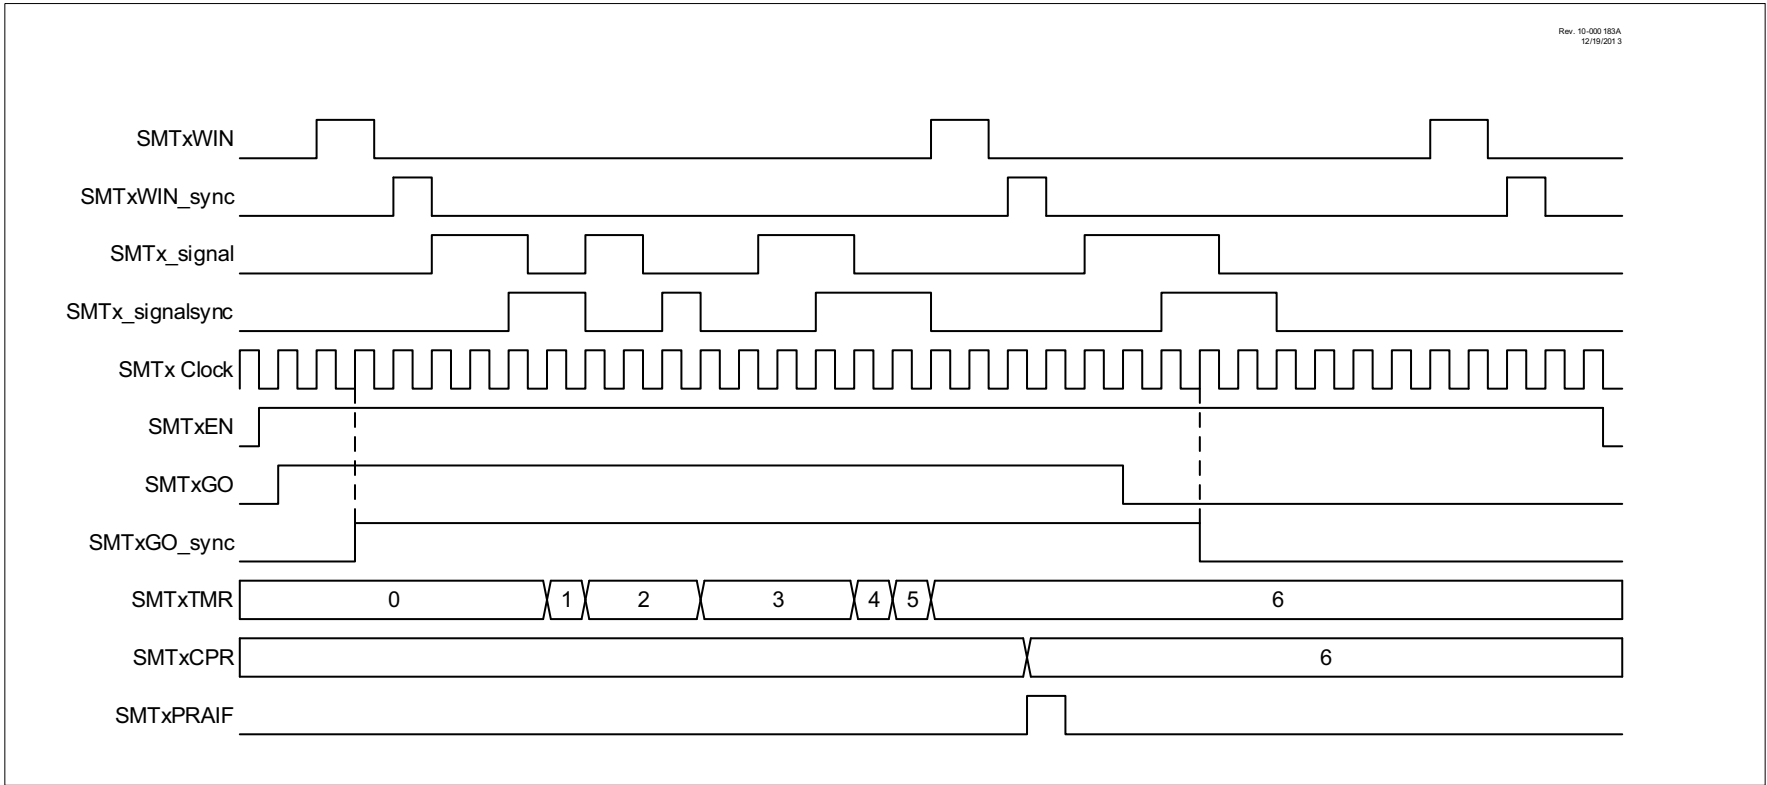 Rev. 10-000 183A
12/19/201 3
SMTxWIN
SMTxWIN_sync
SMTx_signal
SMTx_signalsync
SMTx Clock
SMTxEN
SMTxGO
SMTxGO_sync
SMTxTMR 0 1 2 3 4 5 6
SMTxCPR 6
SMTxPRAIF